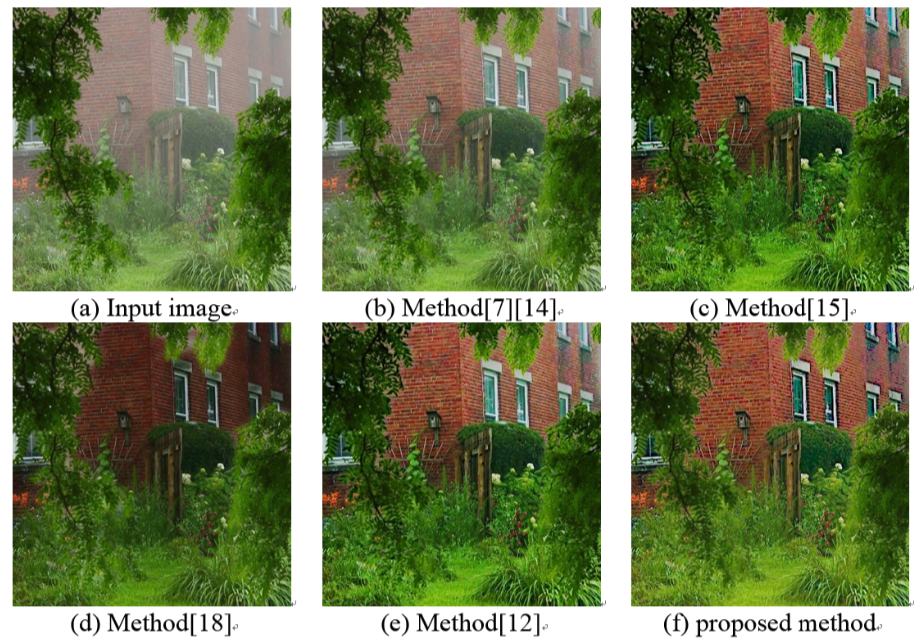 (a) Input image
(b) Method[7][14]
(c) Method[15]
(d) Method[18]
(e) Method[12]
(f) proposed method